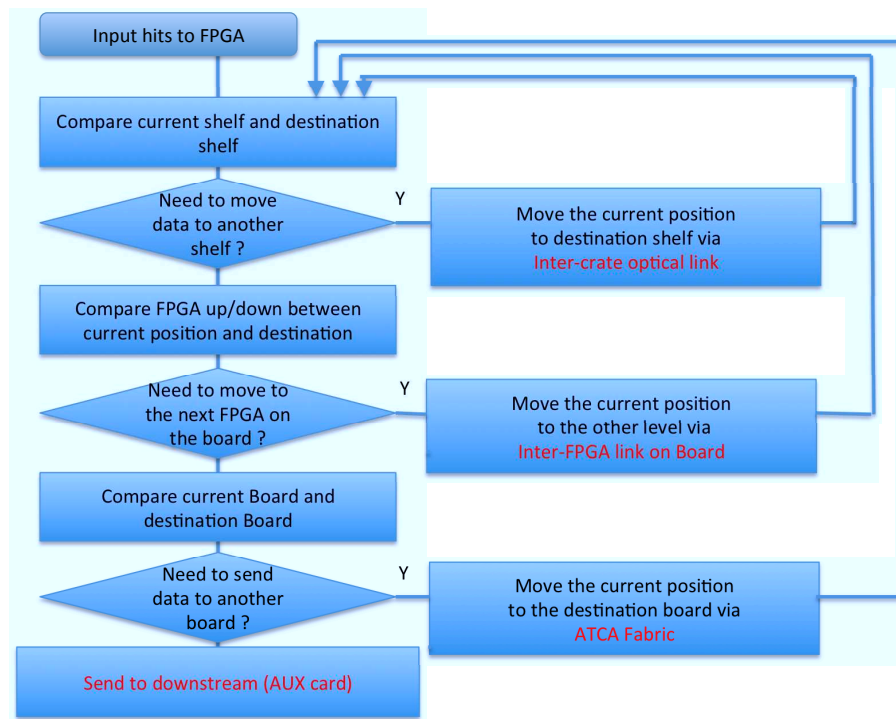 Input hits to FPGA
Compare current shelf and destination
shelf
Need to move
data to another
shelf ?
Y
Move the current position
to destination shelf via
Inter-crate optical link
Compare FPGA up/down between
current position and destination
Need to move to
the next FPGA on
the board ?
Y
Move the current position
to the other level via
Inter-FPGA link on Board
Compare current Board and
destination Board
Need to send
data to another
board ?
Y
Move the current position
to the destination board via
ATCA Fabric
Send to downstream (AUX card)